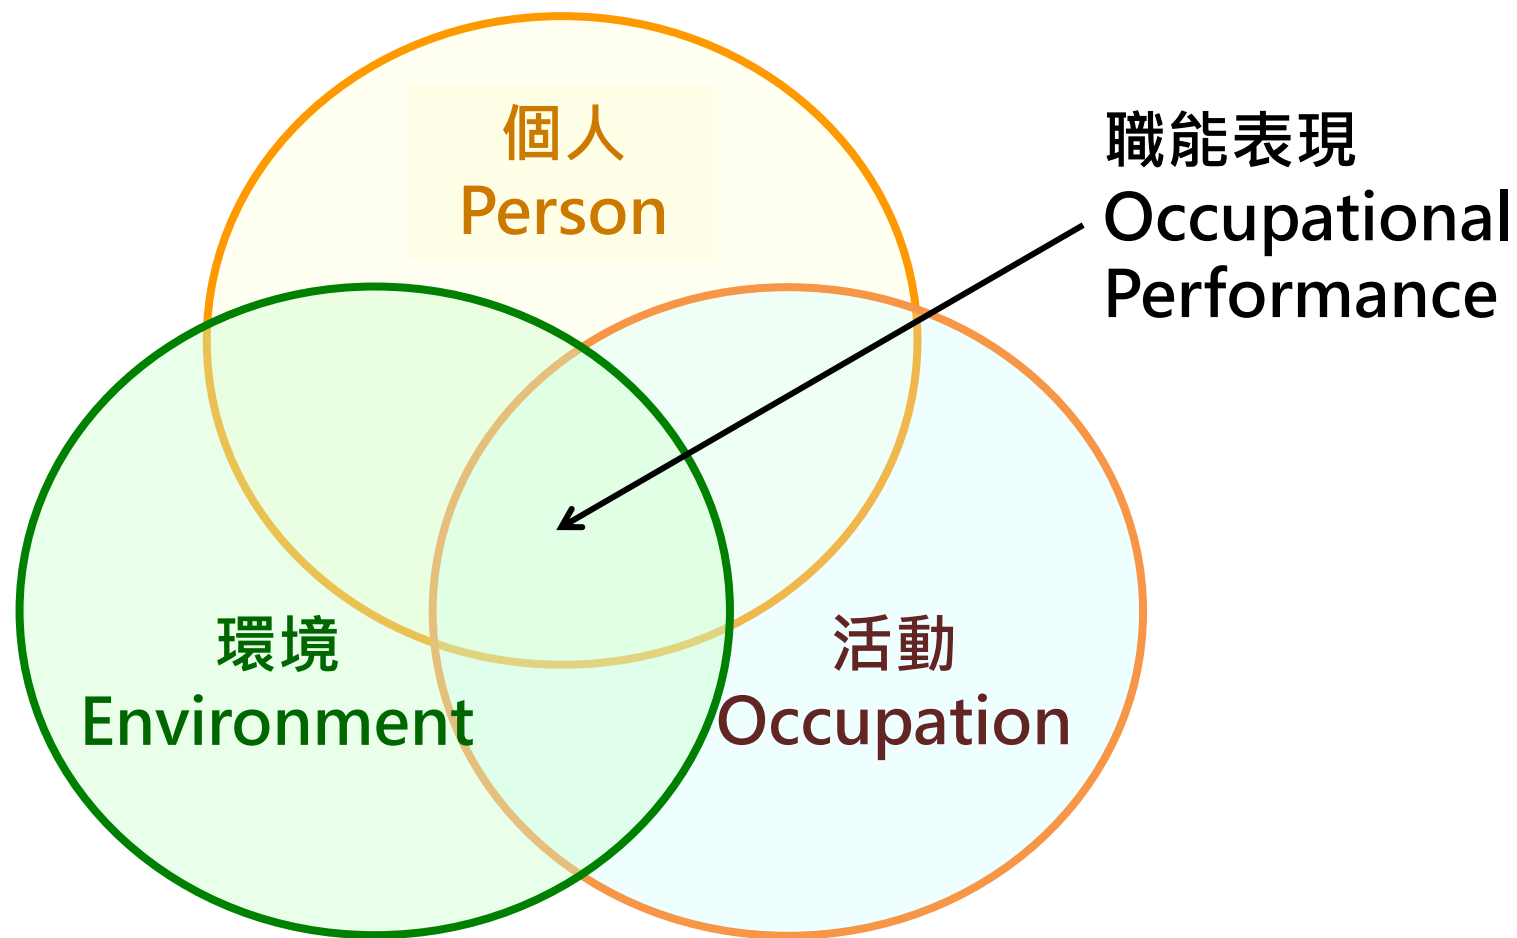 個人
Person
職能表現
Occupational
Performance
環境
Environment
活動
Occupation